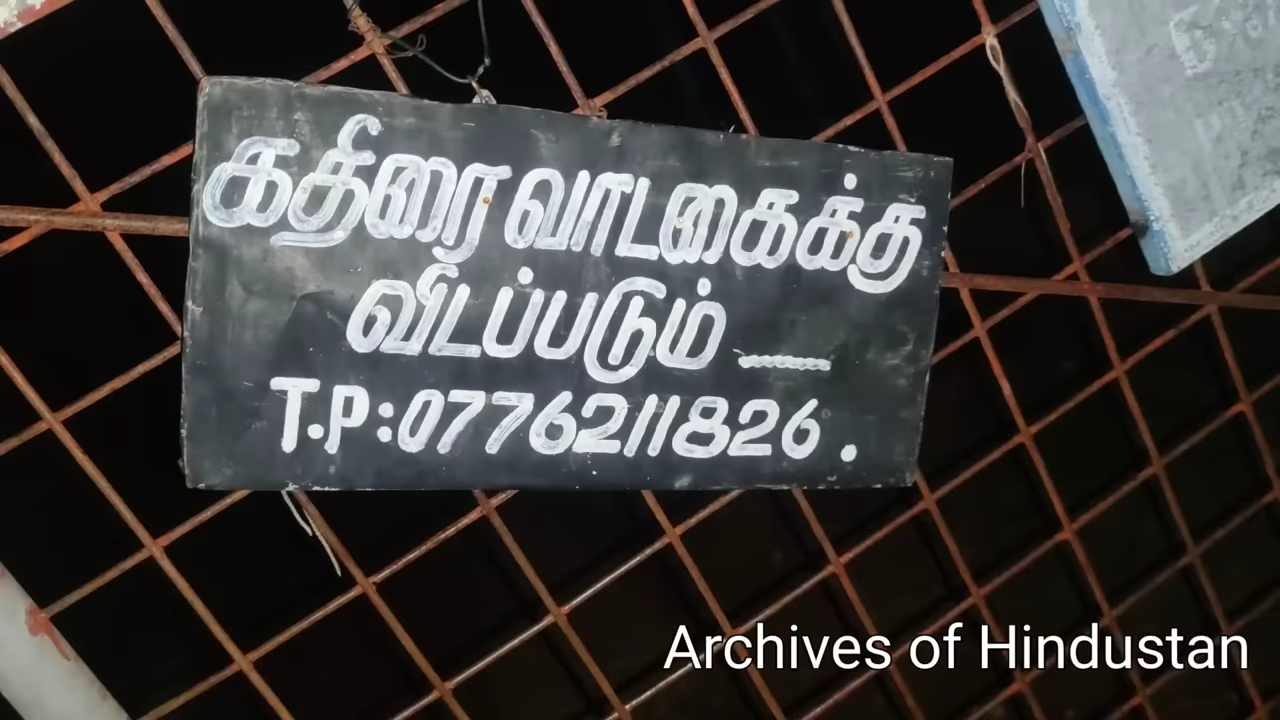 கதிரை வாடகைக்கு
விடப்படும்
T.P:0776211826.
Archives of Hindustan